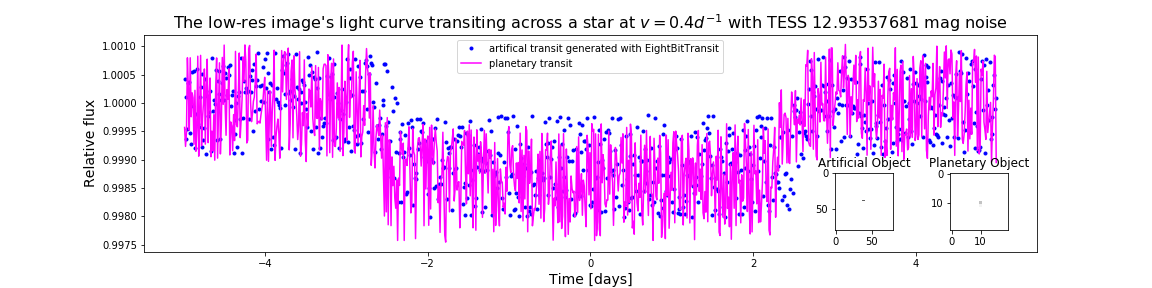 The low-res image's light curve transiting across a star at v = 0.4d⁻¹ with TESS 12.93537681 mag noise
artifical transit generated with EightBitTransit
planetary transit
Relative flux
1.0010
1.0005
1.0000
0.9995
0.9990
0.9985
0.9980
0.9975
Artificial Object
0
50
0 50
Planetary Object
0
10
0 10
−4 −2 0 2 4
Time [days]